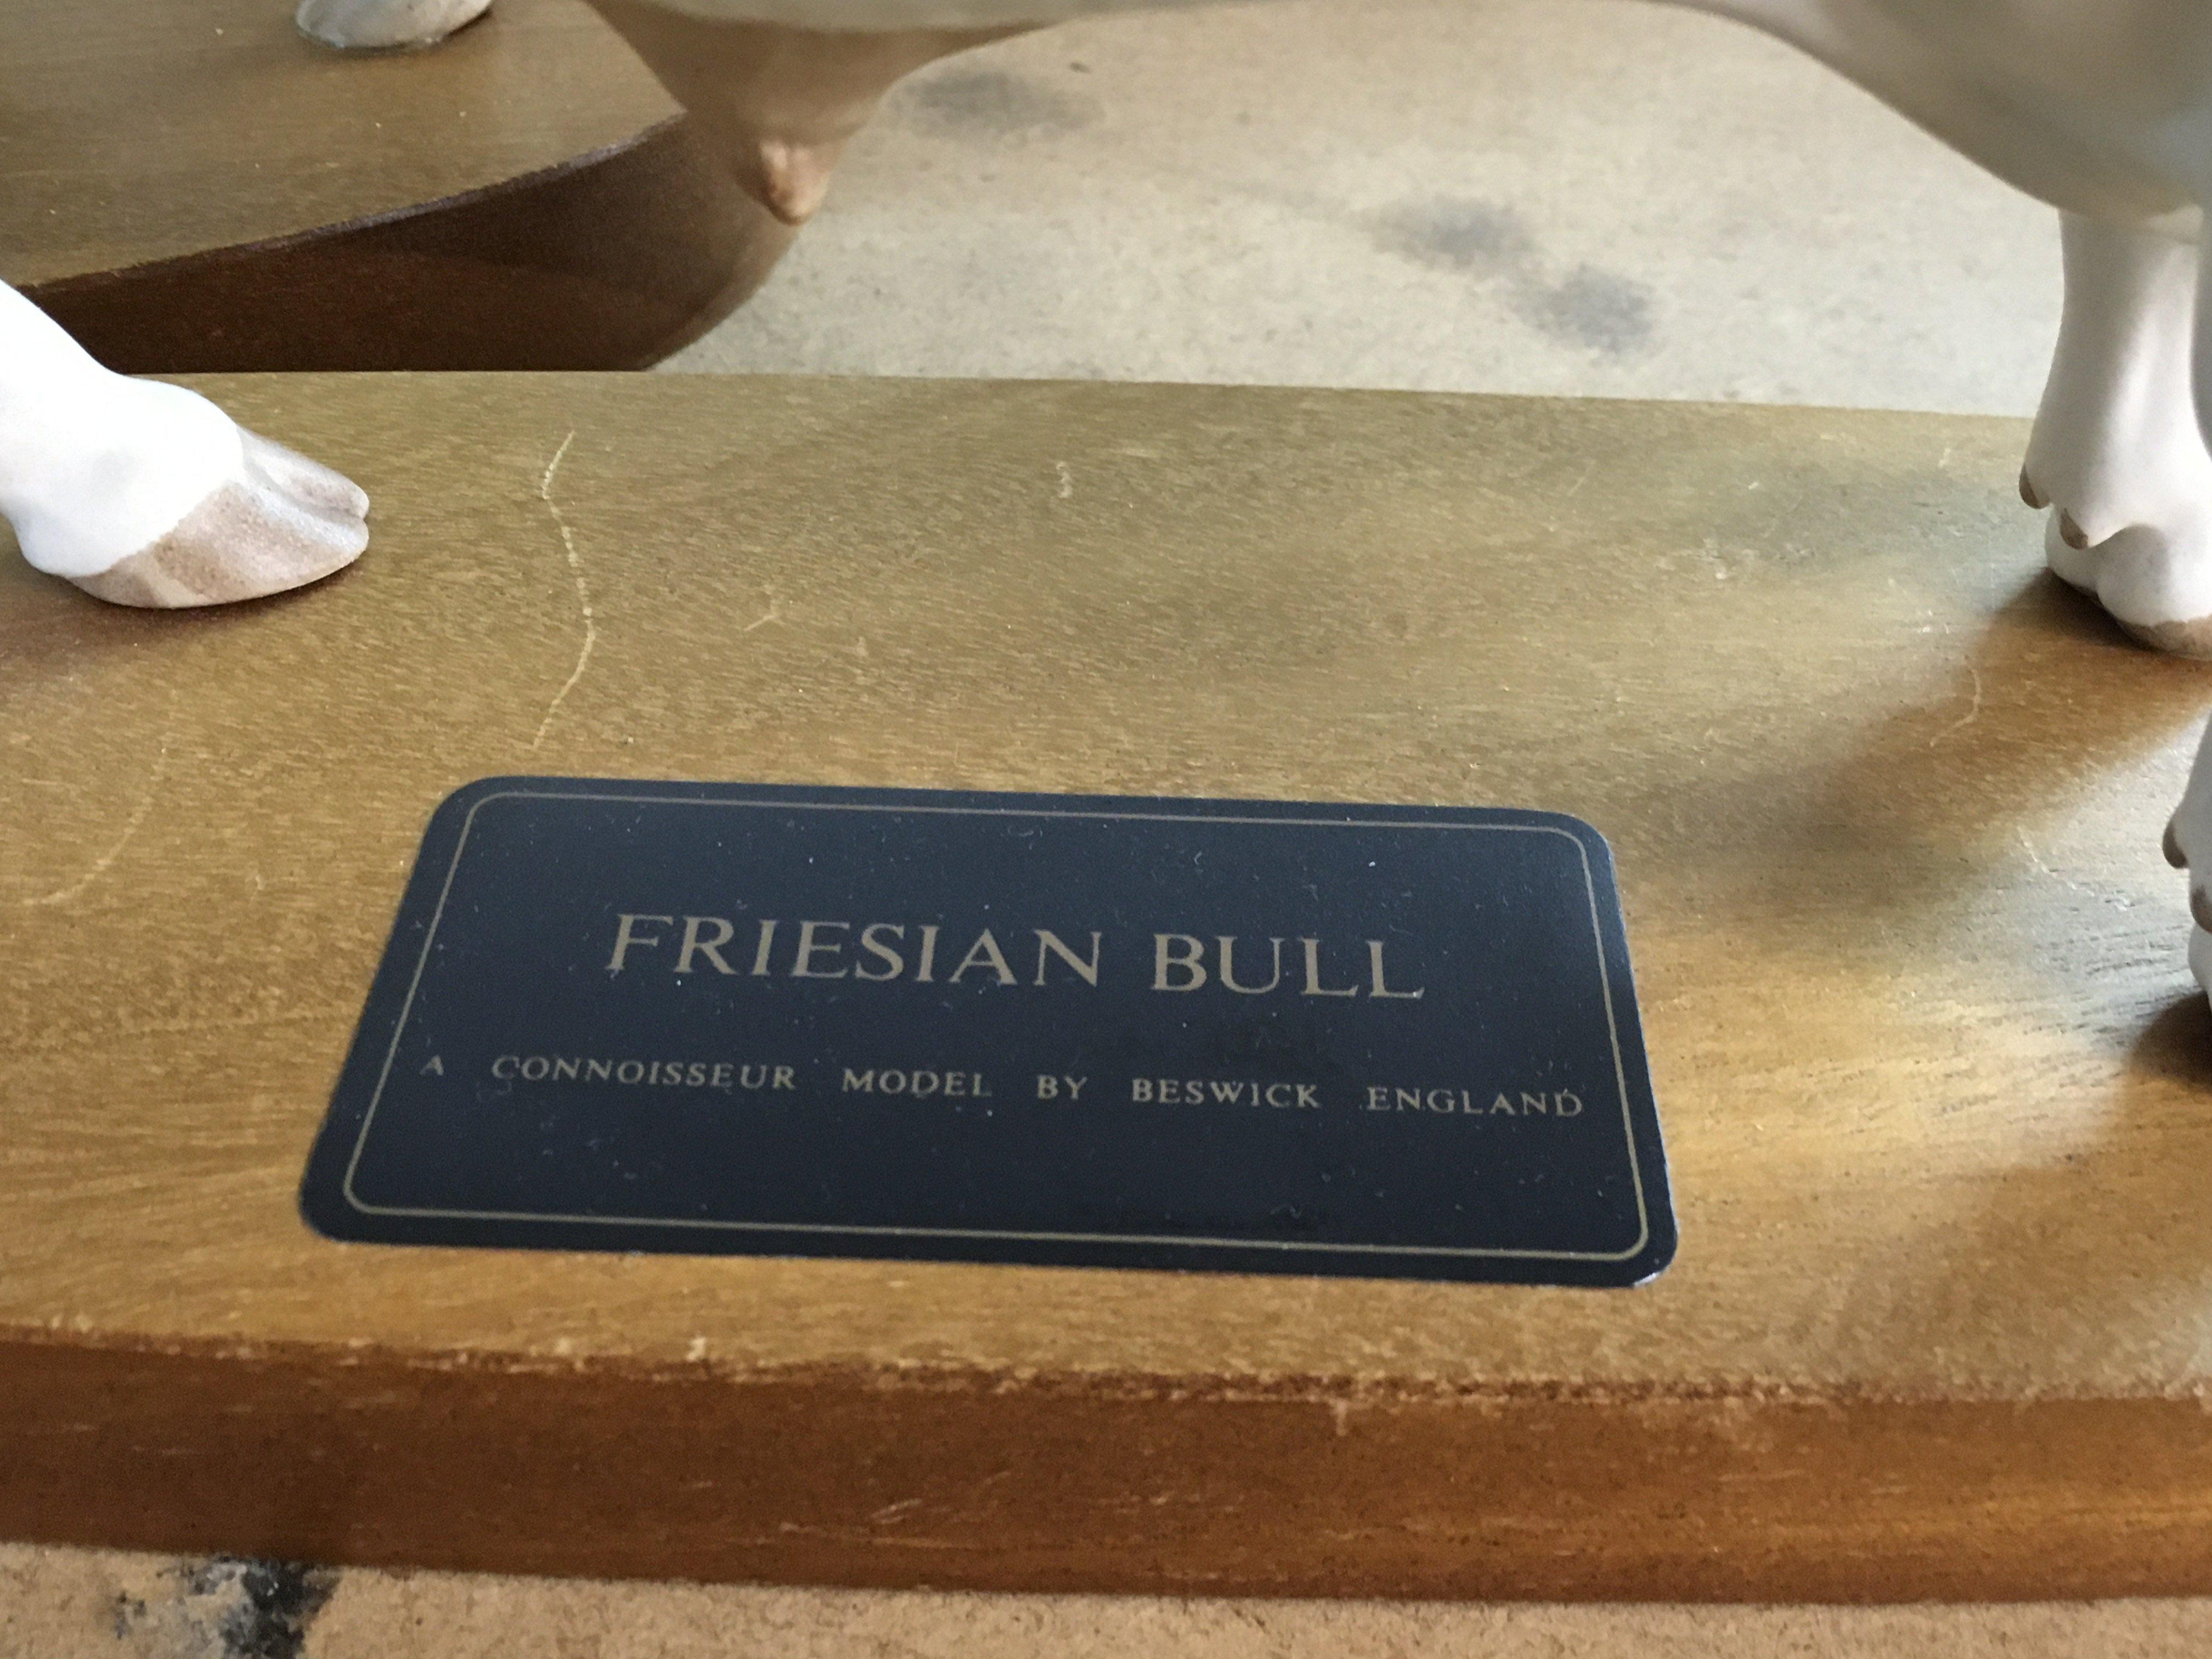 FRIESIAN BULL
A CONNOISSEUR MODEL BY BESWICK ENGLAND